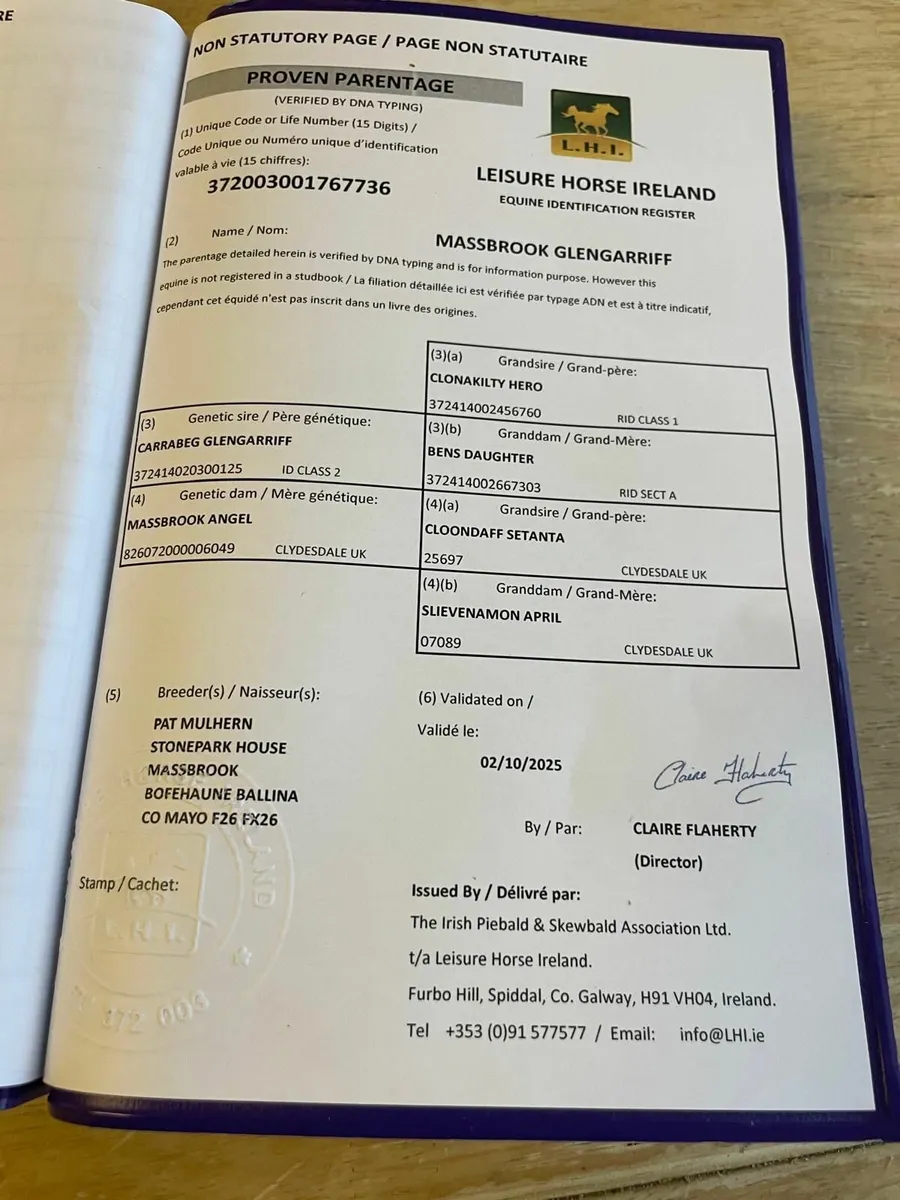 RE
NON STATUTORY PAGE / PAGE NON STATUTAIRE
PROVEN PARENTAGE
(VERIFIED BY DNA TYPING)
(1) Unique Code or Life Number (15 Digits) /
Code Unique ou Numéro unique d'identification
valable à vie (15 chiffres):
372003001767736
L.H.I.
LEISURE HORSE IRELAND
EQUINE IDENTIFICATION REGISTER
(2) Name / Nom:
MASSBROOK GLENGARRIFF
The parentage detailed herein is verified by DNA typing and is for information purpose. However this
equine is not registered in a studbook / La filiation détaillée ici est vérifiée par typage ADN et est à titre indicatif,
cependant cet équidé n'est pas inscrit dans un livre des origines.
(3) Genetic sire / Père génétique:
CARRABEG GLENGARRIFF
372414020300125 ID CLASS 2
(4) Genetic dam / Mère génétique:
MASSBROOK ANGEL
826072000006049 CLYDESDALE UK
(3)(a) Grandsire / Grand-père:
CLONAKILTY HERO
372414002456760 RID CLASS 1
(3)(b) Granddam / Grand-Mère:
BENS DAUGHTER
372414002667303 RID SECT A
(4)(a) Grandsire / Grand-père:
CLOONDAFF SETANTA
25697 CLYDESDALE UK
(4)(b) Granddam / Grand-Mère:
SLIEVENAMON APRIL
07089 CLYDESDALE UK
(5) Breeder(s) / Naisseur(s):
PAT MULHERN
STONEPARK HOUSE
MASSBROOK
BOFEHAUNE BALLINA
CO MAYO F26 FX26
Stamp / Cachet:
L.H.I.
372 003
(6) Validated on /
Validé le:
02/10/2025
Claire Flaherty
By / Par: CLAIRE FLAHERTY
(Director)
Issued By / Délivré par:
The Irish Piebald & Skewbald Association Ltd.
t/a Leisure Horse Ireland.
Furbo Hill, Spiddal, Co. Galway, H91 VH04, Ireland.
Tel +353 (0)91 577577 / Email: info@LHI.ie